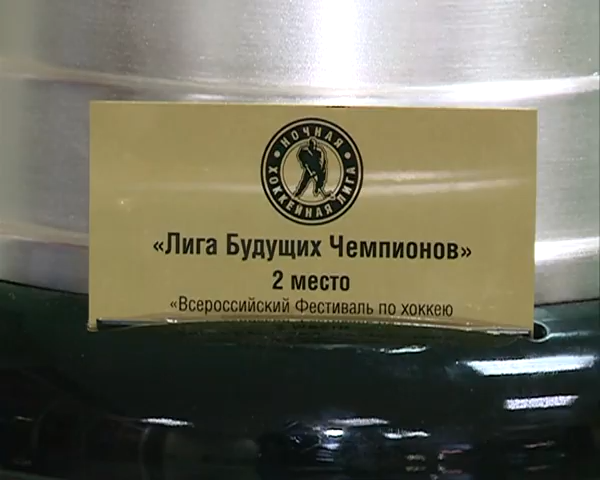 НОЧНАЯ
ХОККЕЙНАЯ ЛИГА
«Лига Будущих Чемпионов»
2 место
«Всероссийский Фестиваль по хоккею